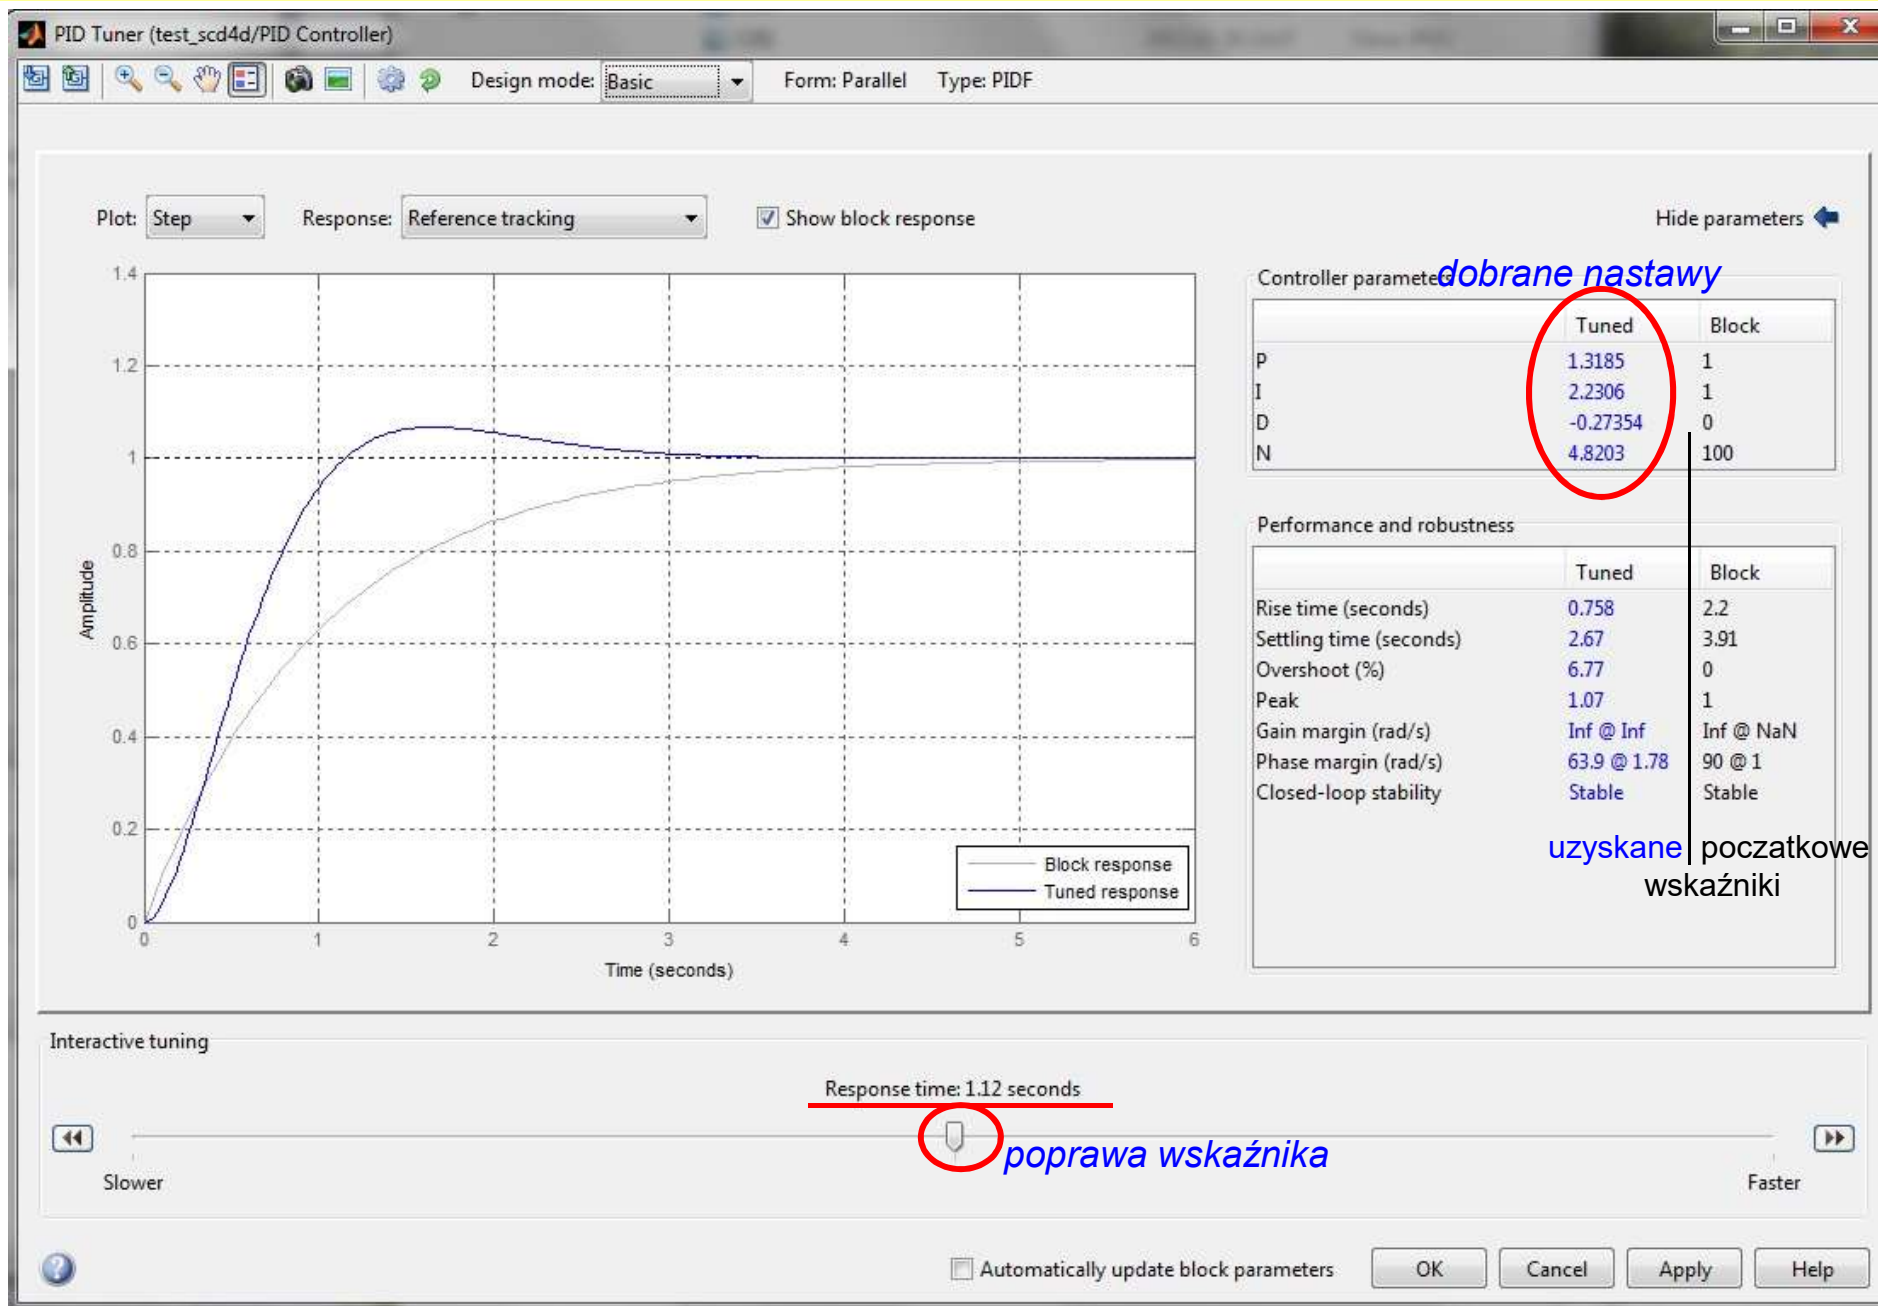 PID Tuner (test_scd4d/PID Controller)
Design mode: Basic Form: Parallel Type: PIDF
Plot: Step Response: Reference tracking Show block response Hide parameters
Controller parameters dobrane nastawy
Tuned Block
P 1.3185 1
I 2.2306 1
D -0.27354 0
N 4.8203 100
Performance and robustness
Tuned Block
Rise time (seconds) 0.758 2.2
Settling time (seconds) 2.67 3.91
Overshoot (%) 6.77 0
Peak 1.07 1
Gain margin (rad/s) Inf @ Inf Inf @ NaN
Phase margin (rad/s) 63.9 @ 1.78 90 @ 1
Closed-loop stability Stable Stable
uzyskane początkowe
wskaźniki
1.4
1.2
1
0.8
0.6
0.4
0.2
0
Amplitude
0 1 2 3 4 5 6
Time (seconds)
Block response
Tuned response
Interactive tuning
Response time: 1.12 seconds
poprawa wskaźnika
Slower Faster
Automatically update block parameters OK Cancel Apply Help